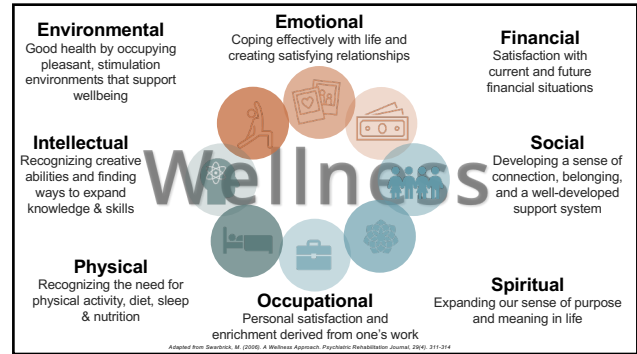 Environmental
Good health by occupying
pleasant, stimulation
environments that support
wellbeing
Emotional
Coping effectively with life and
creating satisfying relationships
Financial
Satisfaction with
current and future
financial situations
Intellectual
Recognizing creative
abilities and finding
ways to expand
knowledge & skills
Wellness
Social
Developing a sense of
connection, belonging,
and a well-developed
support system
Physical
Recognizing the need for
physical activity, diet, sleep
& nutrition
Occupational
Personal satisfaction and
enrichment derived from one's work
Spiritual
Expanding our sense of purpose
and meaning in life
Adapted from Swarbrick, M. (2006). A Wellness Approach. Psychiatric Rehabilitation Journal, 29(4). 311-314